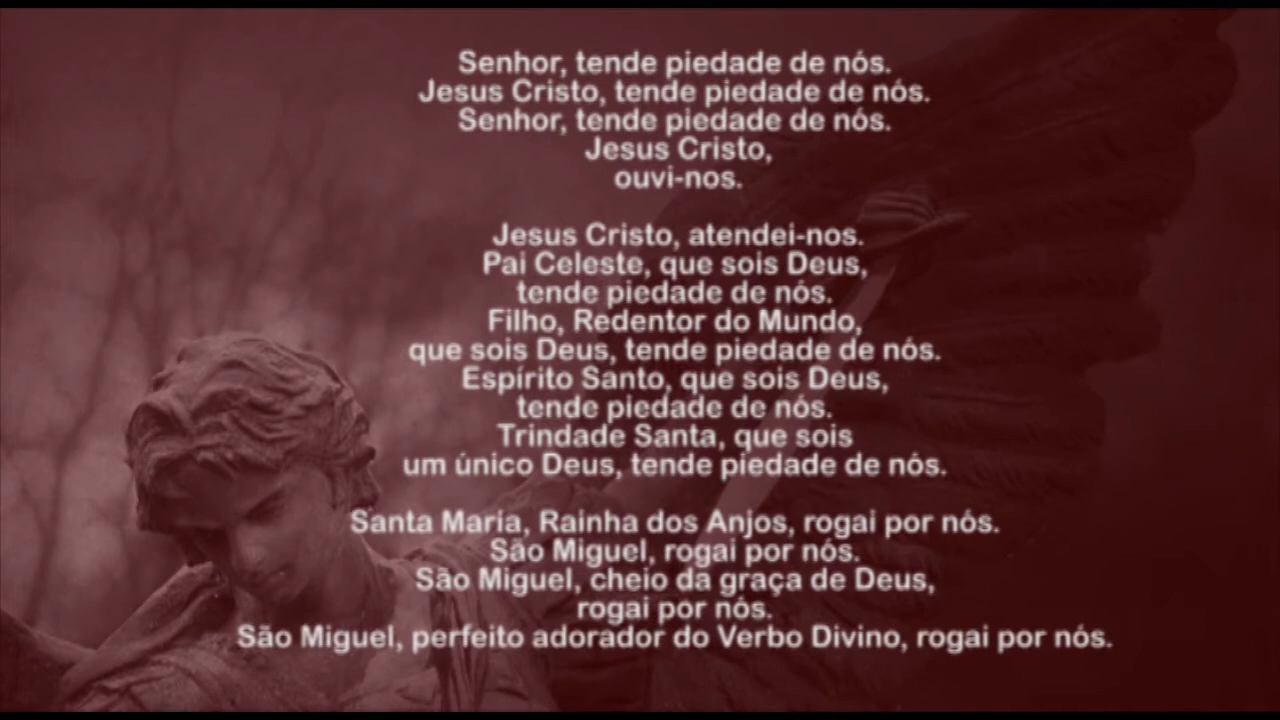 Senhor, tende piedade de nós.
Jesus Cristo, tende piedade de nós.
Senhor, tende piedade de nós.
Jesus Cristo,
ouvi-nos.
Jesus Cristo, atendei-nos.
Pai Celeste, que sois Deus,
tende piedade de nós.
Filho, Redentor do Mundo,
que sois Deus, tende piedade de nós.
Espírito Santo, que sois Deus,
tende piedade de nós.
Trindade Santa, que sois
um único Deus, tende piedade de nós.
Santa Maria, Rainha dos Anjos, rogai por nós.
São Miguel, rogai por nós.
São Miguel, cheio da graça de Deus,
rogai por nós.
São Miguel, perfeito adorador do Verbo Divino, rogai por nós.